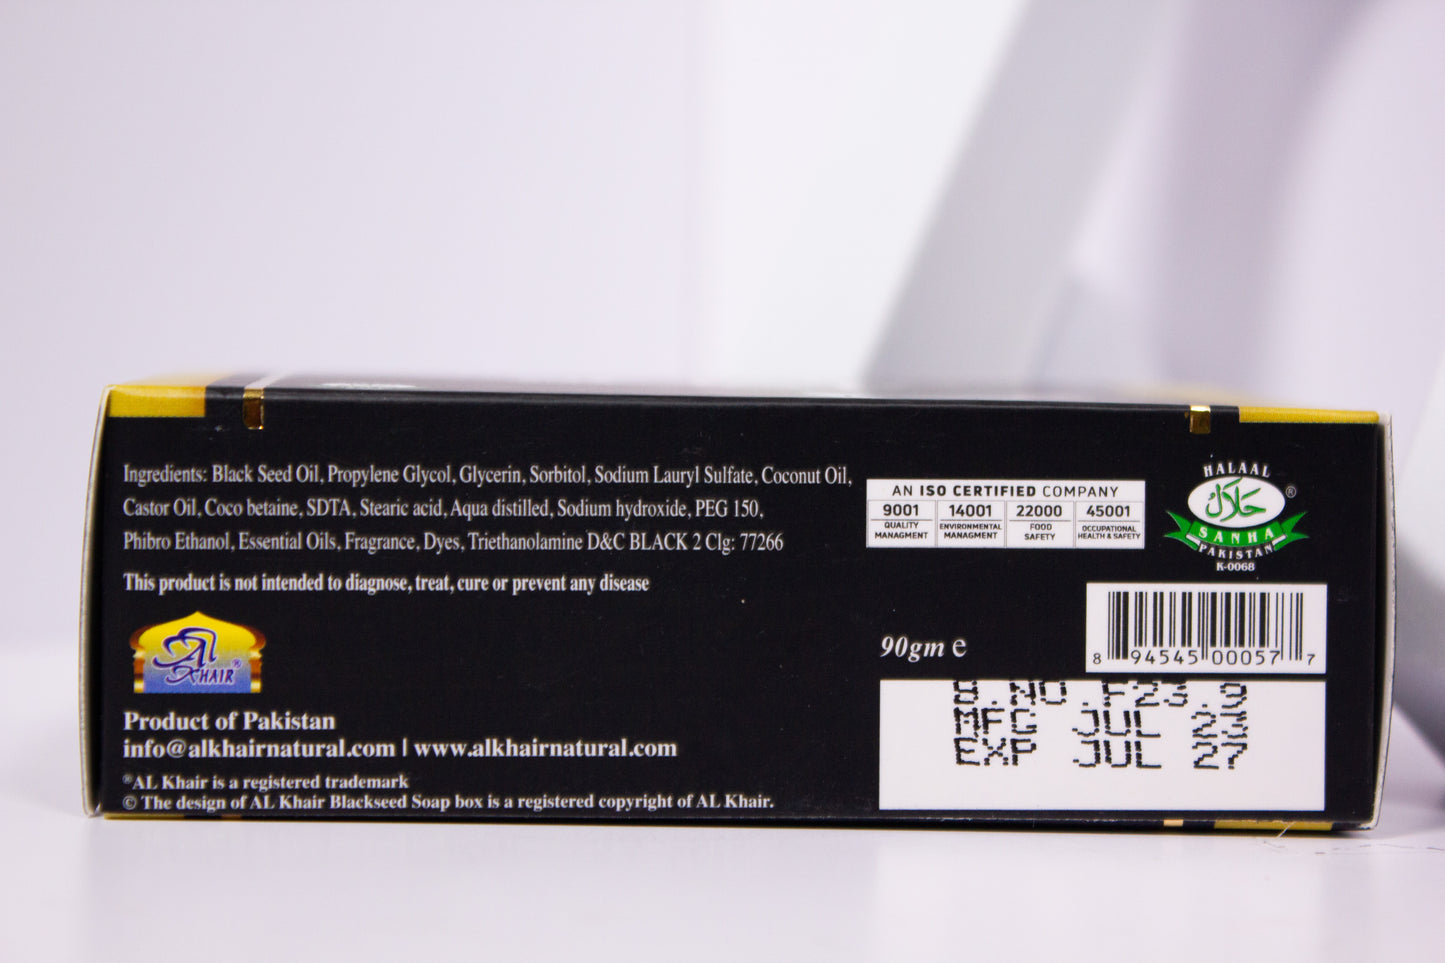 Ingredients: Black Seed Oil, Propylene Glycol, Glycerin, Sorbitol, Sodium Lauryl Sulfate, Coconut Oil,
Castor Oil, Coco betaine, SDTA, Stearic acid, Aqua distilled, Sodium hydroxide, PEG 150,
Phibro Ethanol, Essential Oils, Fragrance, Dyes, Triethanolamine D&C BLACK 2 Clg: 77266
This product is not intended to diagnose, treat, cure or prevent any disease
Al
KHAIR®
Product of Pakistan
info@alkhairnatural.com | www.alkhairnatural.com
®AL Khair is a registered trademark
© The design of AL Khair Blackseed Soap box is a registered copyright of AL Khair.
AN ISO CERTIFIED COMPANY
9001 14001 22000 45001
QUALITY MANAGMENT
ENVIRONMENTAL MANAGMENT
FOOD SAFETY
OCCUPATIONAL HEALTH & SAFETY
HALAAL
حلال
®
SANHA
PAKISTAN
K-0068
90gm e
8 94545 00057 7
B.NO.F23.9
MFG JUL 23
EXP JUL 27